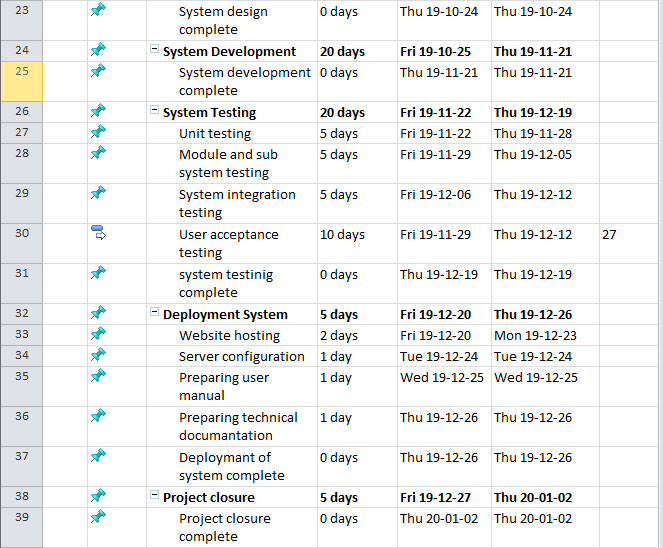 23 System design complete 0 days Thu 19-10-24 Thu 19-10-24
24 System Development 20 days Fri 19-10-25 Thu 19-11-21
25 System development complete 0 days Thu 19-11-21 Thu 19-11-21
26 System Testing 20 days Fri 19-11-22 Thu 19-12-19
27 Unit testing 5 days Fri 19-11-22 Thu 19-11-28
28 Module and sub system testing 5 days Fri 19-11-29 Thu 19-12-05
29 System integration testing 5 days Fri 19-12-06 Thu 19-12-12
30 User acceptance testing 10 days Fri 19-11-29 Thu 19-12-12 27
31 system testinig complete 0 days Thu 19-12-19 Thu 19-12-19
32 Deployment System 5 days Fri 19-12-20 Thu 19-12-26
33 Website hosting 2 days Fri 19-12-20 Mon 19-12-23
34 Server configuration 1 day Tue 19-12-24 Tue 19-12-24
35 Preparing user manual 1 day Wed 19-12-25 Wed 19-12-25
36 Preparing technical documantation 1 day Thu 19-12-26 Thu 19-12-26
37 Deploymant of system complete 0 days Thu 19-12-26 Thu 19-12-26
38 Project closure 5 days Fri 19-12-27 Thu 20-01-02
39 Project closure complete 0 days Thu 20-01-02 Thu 20-01-02